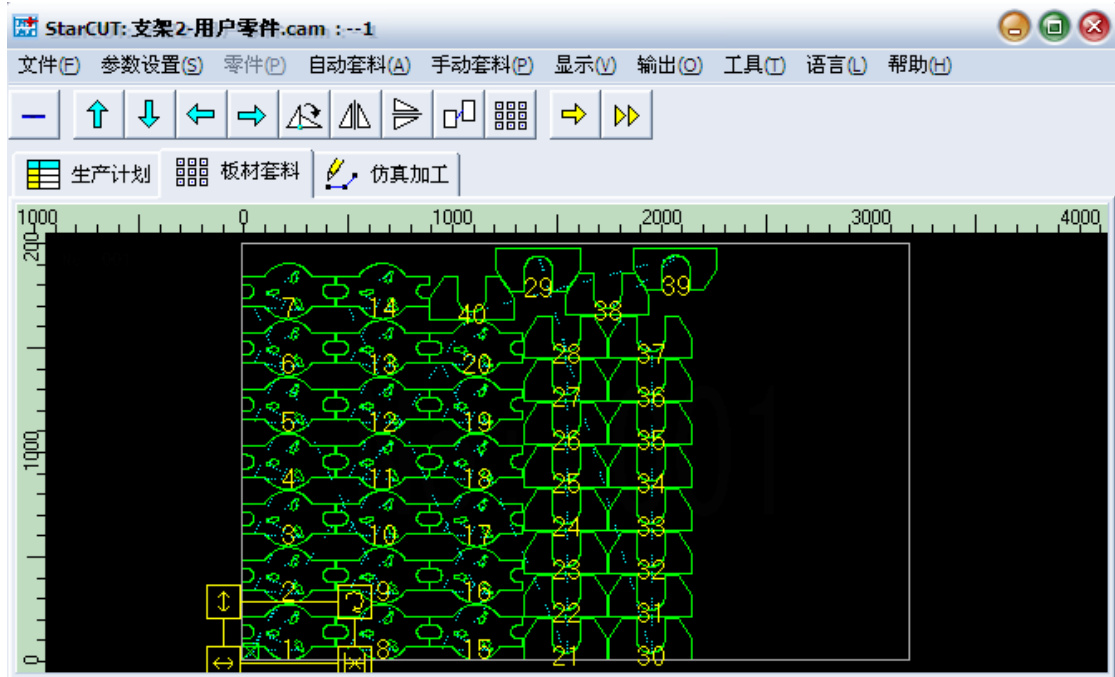 StarCUT: 支架2-用户零件.cam : --1
文件(F) 参数设置(S) 零件(P) 自动套料(A) 手动套料(P) 显示(V) 输出(O) 工具(T) 语言(L) 帮助(H)
生产计划 板材套料 仿真加工
1000 0 1000 2000 3000 4000
200
29 39
7 14 40 38
6 13 20 28 37
27 36
5 12 19
26 35
1000
4 11 18 25 34
3 10 17 24 33
23 32
2 9 16
22 31
1 8 15 21 30
0
01